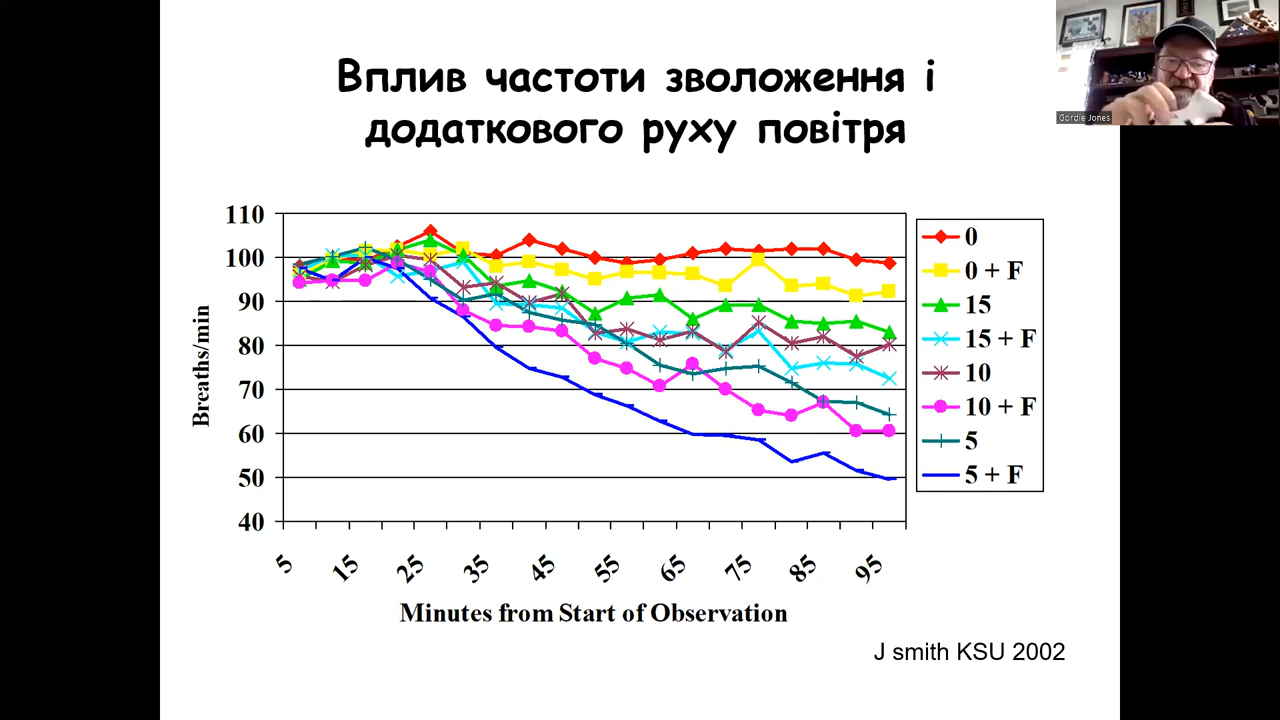 Вплив частоти зволоження і
додаткового руху повітря
Gordie Jones
110
100
90
80
70
60
50
40
Breaths/min
5
15
25
35
45
55
65
75
85
95
Minutes from Start of Observation
0
0 + F
15
15 + F
10
10 + F
5
5 + F
J smith KSU 2002